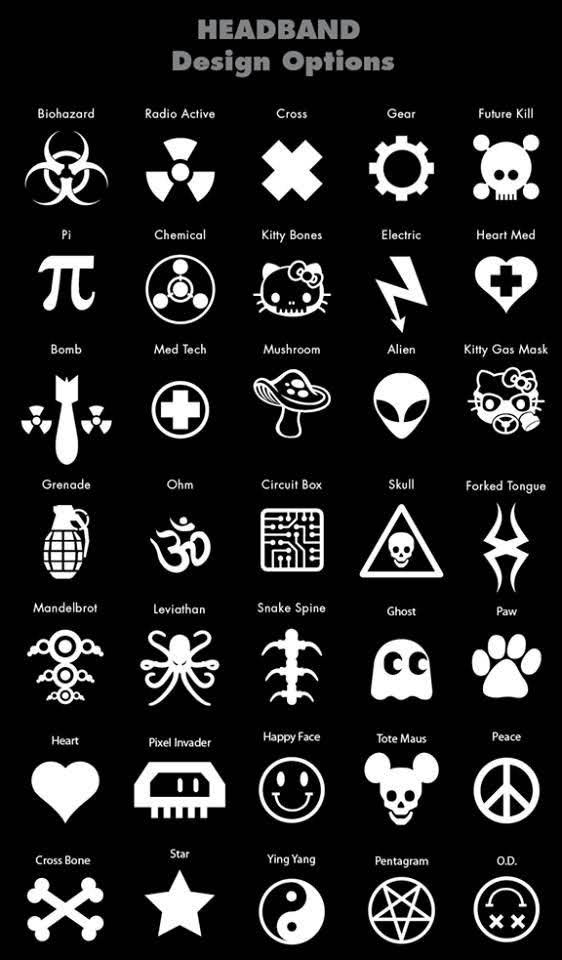 HEADBAND
Design Options
Biohazard Radio Active Cross Gear Future Kill
Pi Chemical Kitty Bones Electric Heart Med
Bomb Med Tech Mushroom Alien Kitty Gas Mask
Grenade Ohm Circuit Box Skull Forked Tongue
Mandelbrot Leviathan Snake Spine Ghost Paw
Heart Pixel Invader Happy Face Tote Maus Peace
Cross Bone Star Ying Yang Pentagram O.D.